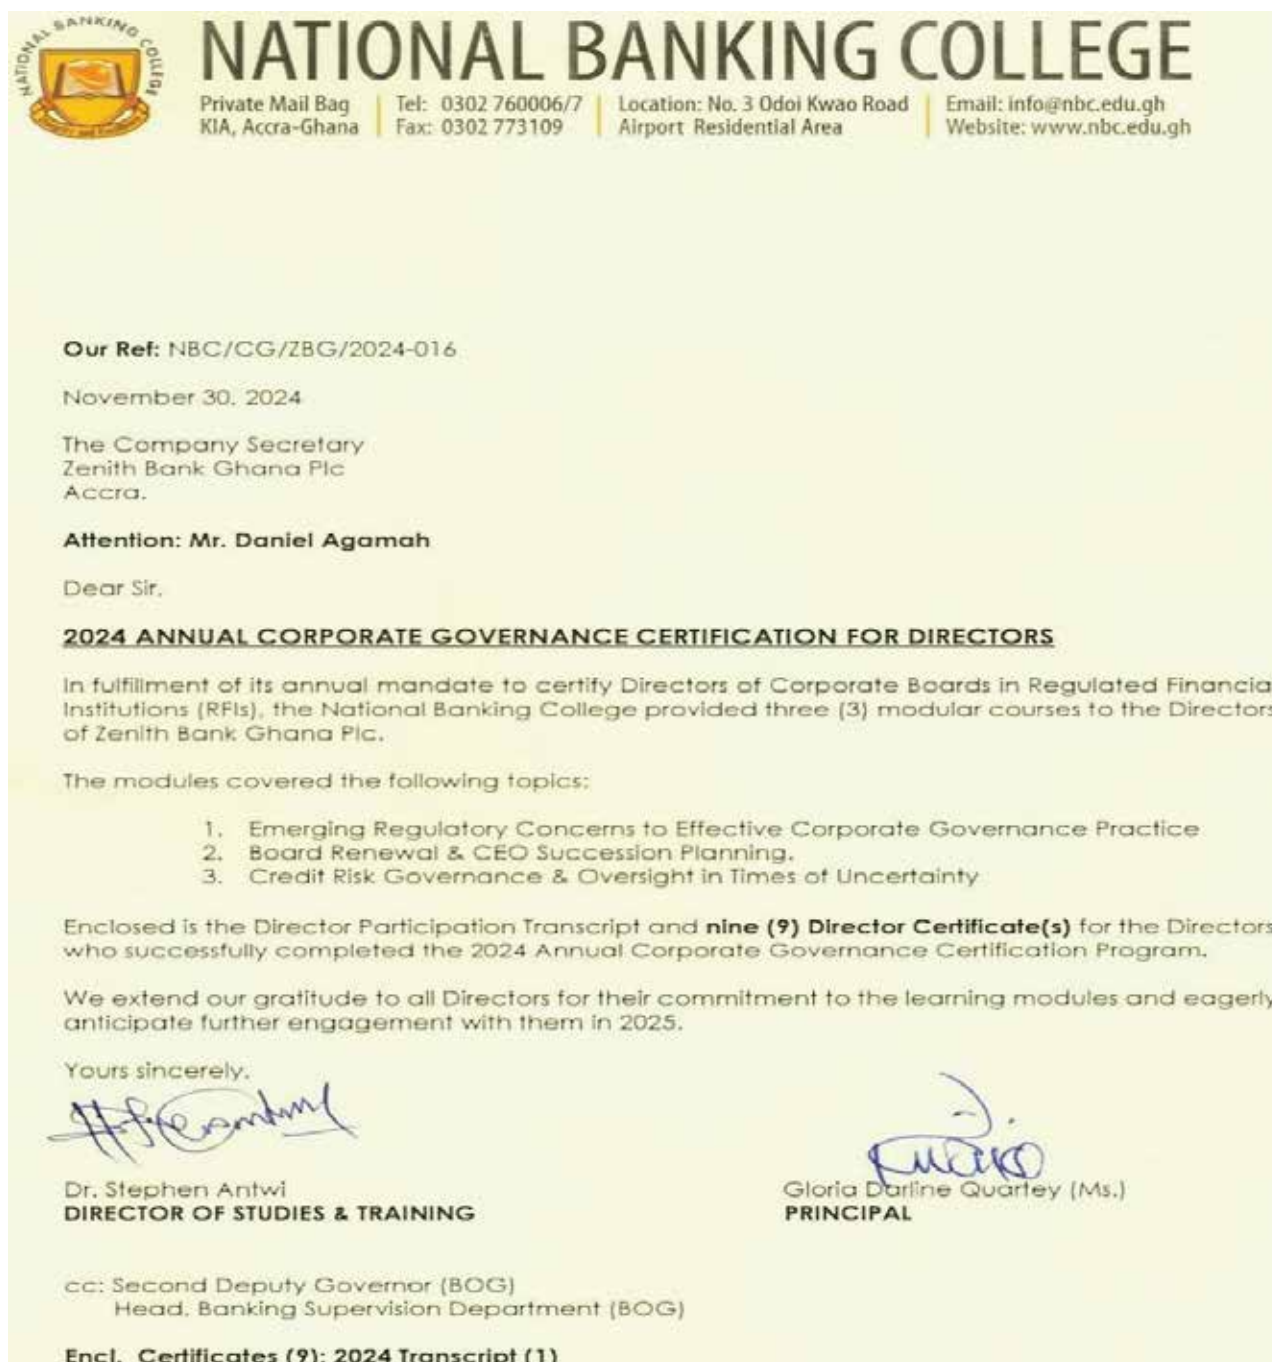 NATIONAL BANKING COLLEGE
NATIONAL BANKING COLLEGE
Private Mail Bag
KIA, Accra-Ghana
Tel: 0302 760006/7
Fax: 0302 773109
Location: No. 3 Odoi Kwao Road
Airport Residential Area
Email: info@nbc.edu.gh
Website: www.nbc.edu.gh
Our Ref: NBC/CG/ZBG/2024-016
November 30, 2024
The Company Secretary
Zenith Bank Ghana Plc
Accra.
Attention: Mr. Daniel Agamah
Dear Sir,
2024 ANNUAL CORPORATE GOVERNANCE CERTIFICATION FOR DIRECTORS
In fulfillment of its annual mandate to certify Directors of Corporate Boards in Regulated Financia
Institutions (RFIs), the National Banking College provided three (3) modular courses to the Directors
of Zenith Bank Ghana Plc.
The modules covered the following topics:
1. Emerging Regulatory Concerns to Effective Corporate Governance Practice
2. Board Renewal & CEO Succession Planning.
3. Credit Risk Governance & Oversight in Times of Uncertainty
Enclosed is the Director Participation Transcript and nine (9) Director Certificate(s) for the Directors
who successfully completed the 2024 Annual Corporate Governance Certification Program.
We extend our gratitude to all Directors for their commitment to the learning modules and eagerly
anticipate further engagement with them in 2025.
Yours sincerely,
Dr. Stephen Antwi
DIRECTOR OF STUDIES & TRAINING
Gloria Darline Quartey (Ms.)
PRINCIPAL
cc: Second Deputy Governor (BOG)
Head, Banking Supervision Department (BOG)
Encl. Certificates (9); 2024 Transcript (1)